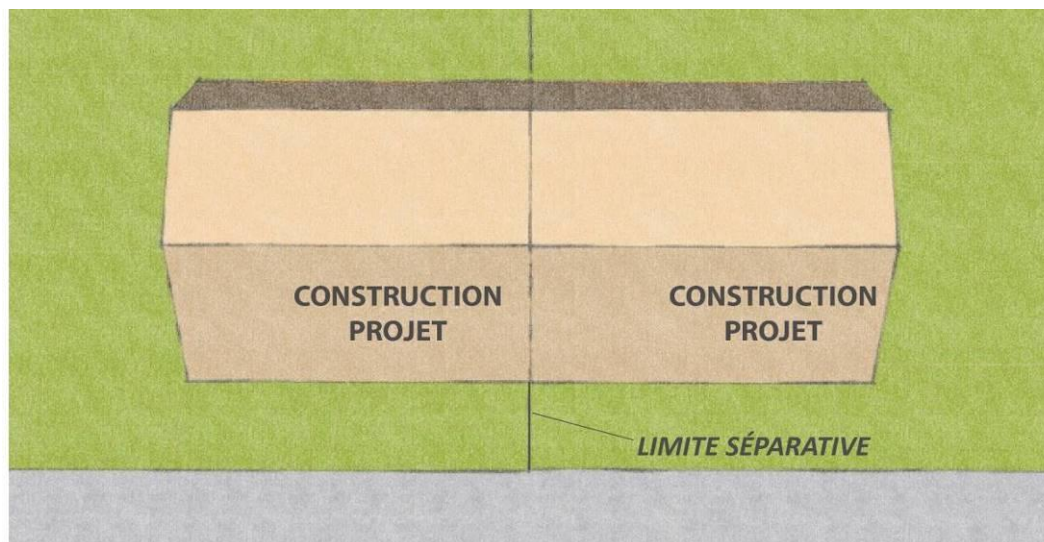 CONSTRUCTION
PROJET
CONSTRUCTION
PROJET
LIMITE SÉPARATIVE